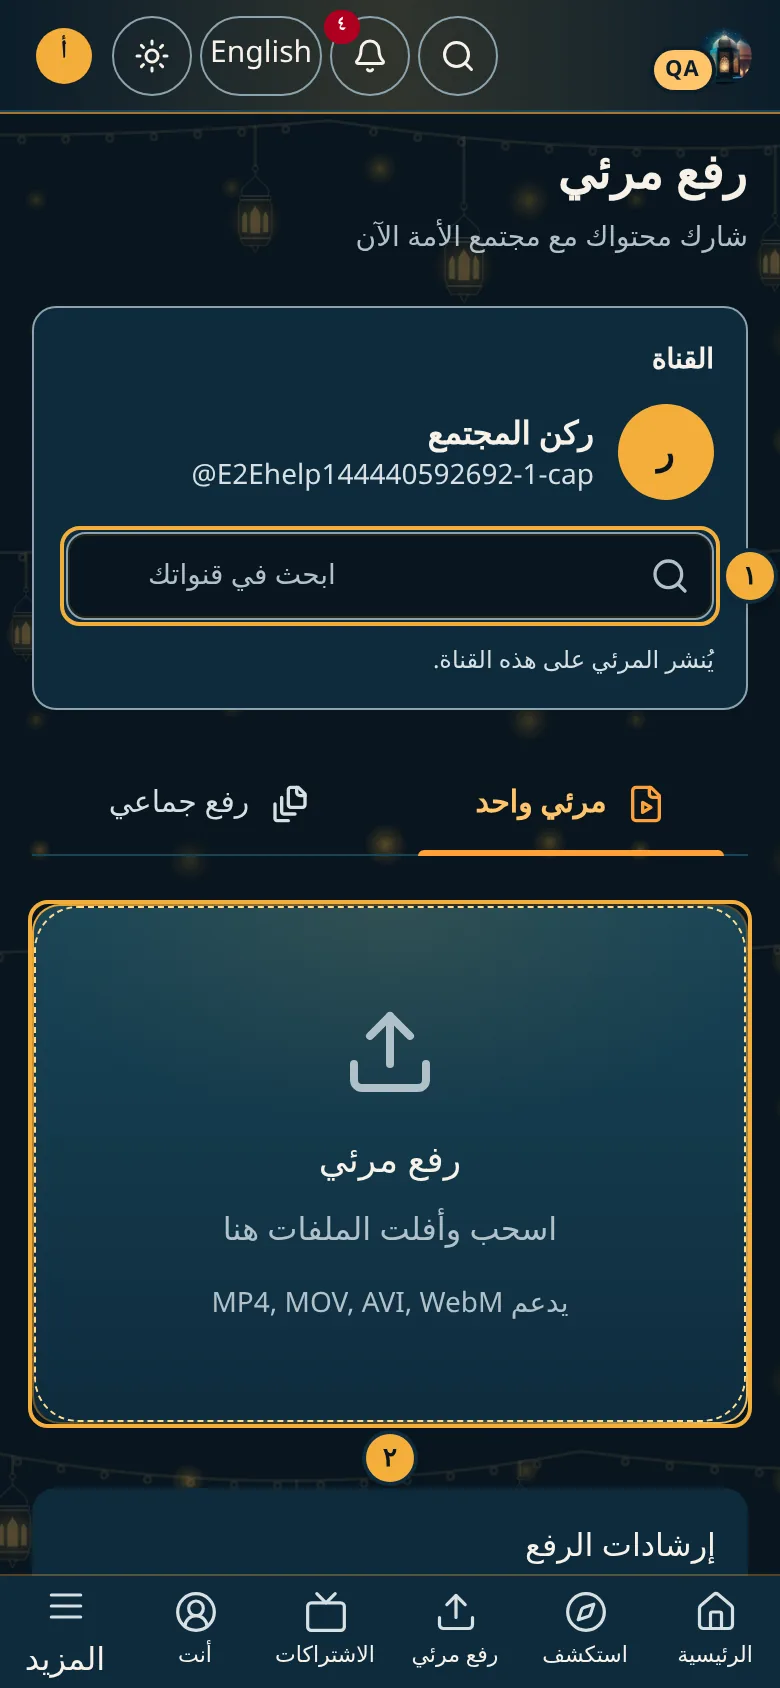 QA
٤
English
أ
رفع مرئي
شارك محتواك مع مجتمع الأمة الآن
القناة
ر
ركن المجتمع
@E2Ehelp144440592692-1-cap
ابحث في قنواتك
١
يُنشر المرئي على هذه القناة.
مرئي واحد
رفع جماعي
رفع مرئي
اسحب وأفلت الملفات هنا
يدعم MP4, MOV, AVI, WebM
٢
إرشادات الرفع
الرئيسية
استكشف
رفع مرئي
الاشتراكات
أنت
المزيد